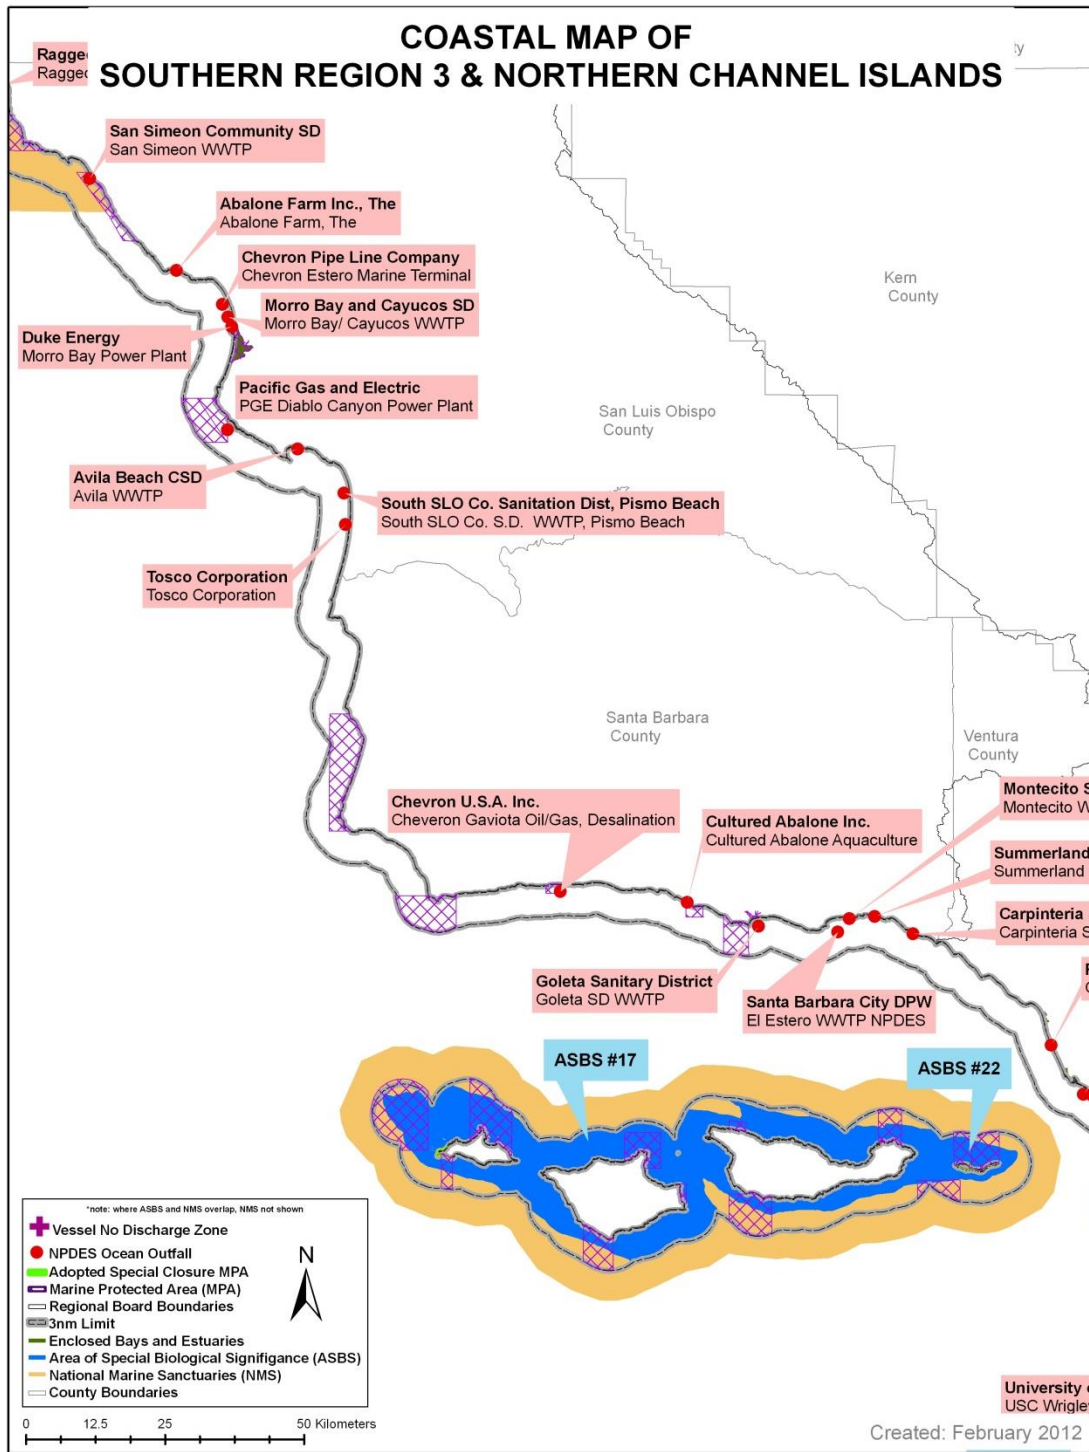 COASTAL MAP OF
SOUTHERN REGION 3 & NORTHERN CHANNEL ISLANDS
San Simeon Community SD
San Simeon WWTP
Abalone Farm Inc., The
Abalone Farm, The
Chevron Pipe Line Company
Chevron Estero Marine Terminal
Morro Bay and Cayucos SD
Morro Bay/ Cayucos WWTP
Duke Energy
Morro Bay Power Plant
Kern
County
Pacific Gas and Electric
PGE Diablo Canyon Power Plant
San Luis Obispo
County
Avila Beach CSD
Avila WWTP
South SLO Co. Sanitation Dist, Pismo Beach
South SLO Co. S.D. WWTP, Pismo Beach
Tosco Corporation
Tosco Corporation
Santa Barbara
County
Ventura
County
Chevron U.S.A. Inc.
Cheveron Gaviota Oil/Gas, Desalination
Cultured Abalone Inc.
Cultured Abalone Aquaculture
Montecito S
Montecito W
Summerland
Summerland
Carpinteria
Carpinteria S
Goleta Sanitary District
Goleta SD WWTP
Santa Barbara City DPW
El Estero WWTP NPDES
ASBS #17
ASBS #22
*note: where ASBS and NMS overlap, NMS not shown
Vessel No Discharge Zone
NPDES Ocean Outfall
Adopted Special Closure MPA
Marine Protected Area (MPA)
Regional Board Boundaries
3nm Limit
Enclosed Bays and Estuaries
Area of Special Biological Signifigance (ASBS)
National Marine Sanctuaries (NMS)
County Boundaries
N
0 12.5 25 50 Kilometers
University
USC Wrigley
Created: February 2012